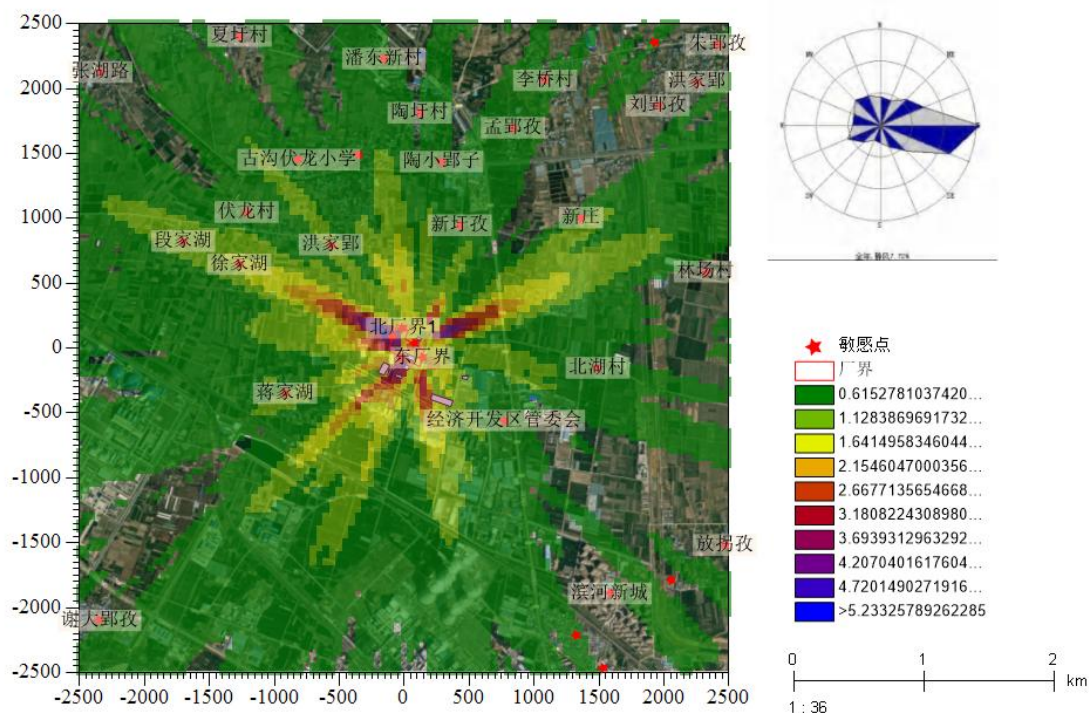 2500
2000
1500
1000
500
0
-500
-1000
-1500
-2000
-2500
-2500 -2000 -1500 -1000 -500 0 500 1000 1500 2000 2500
夏圩村
潘东新村
朱郢孜
张湖路
李桥村
洪家郢
陶圩村
刘郢孜
孟郢孜
古沟伏龙小学
陶小郢子
伏龙村
新圩孜
新庄
段家湖
洪家郢
徐家湖
林场村
北厂界1
东厂界
北湖村
蒋家湖
经济开发区管委会
放拐孜
滨河新城
谢大郢孜
敏感点
厂界
0.6152781037420...
1.1283869691732...
1.6414958346044...
2.1546047000356...
2.6677135654668...
3.1808224308980...
3.6939312963292...
4.2070401617604...
4.7201490271916...
>5.23325789262285
0 1 2
km
1 : 36